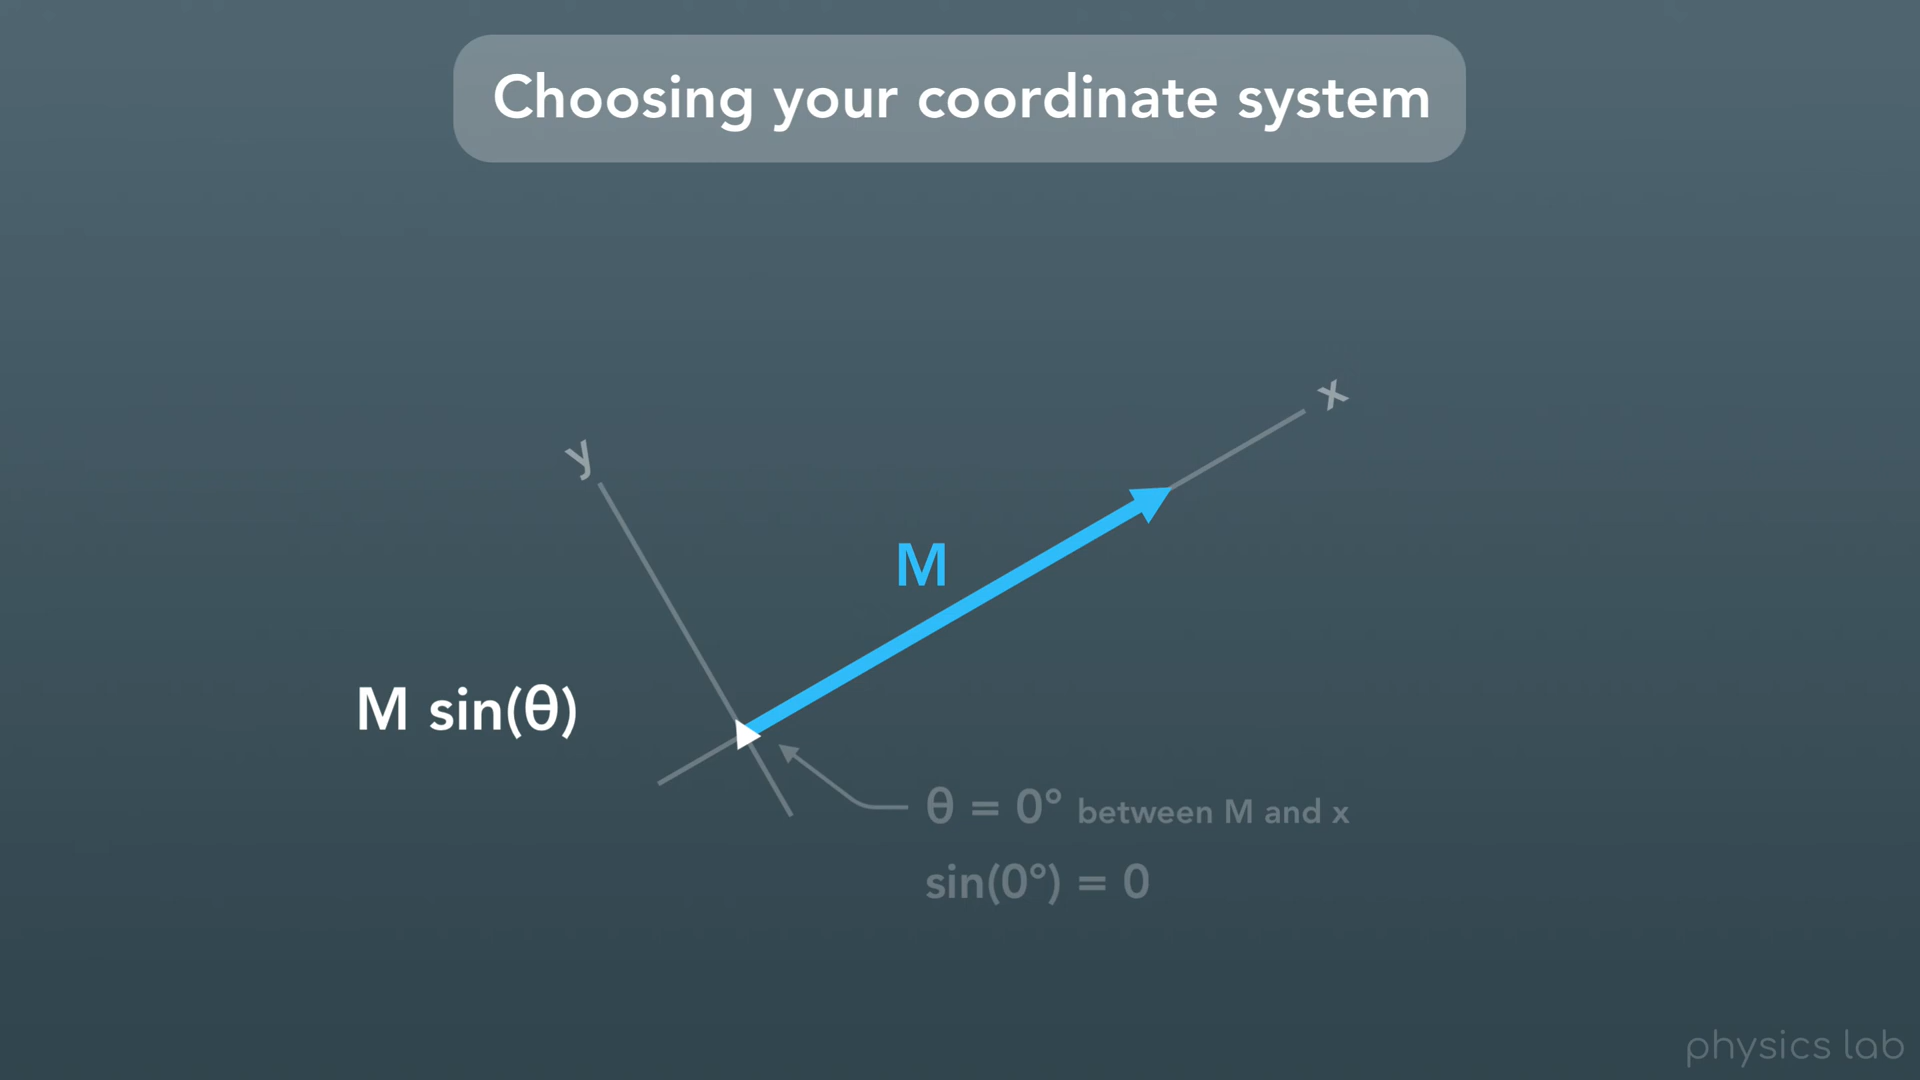 Choosing your coordinate system
x
y
M
M sin(θ)
θ = 0° between M and x
sin(0°) = 0
physics lab